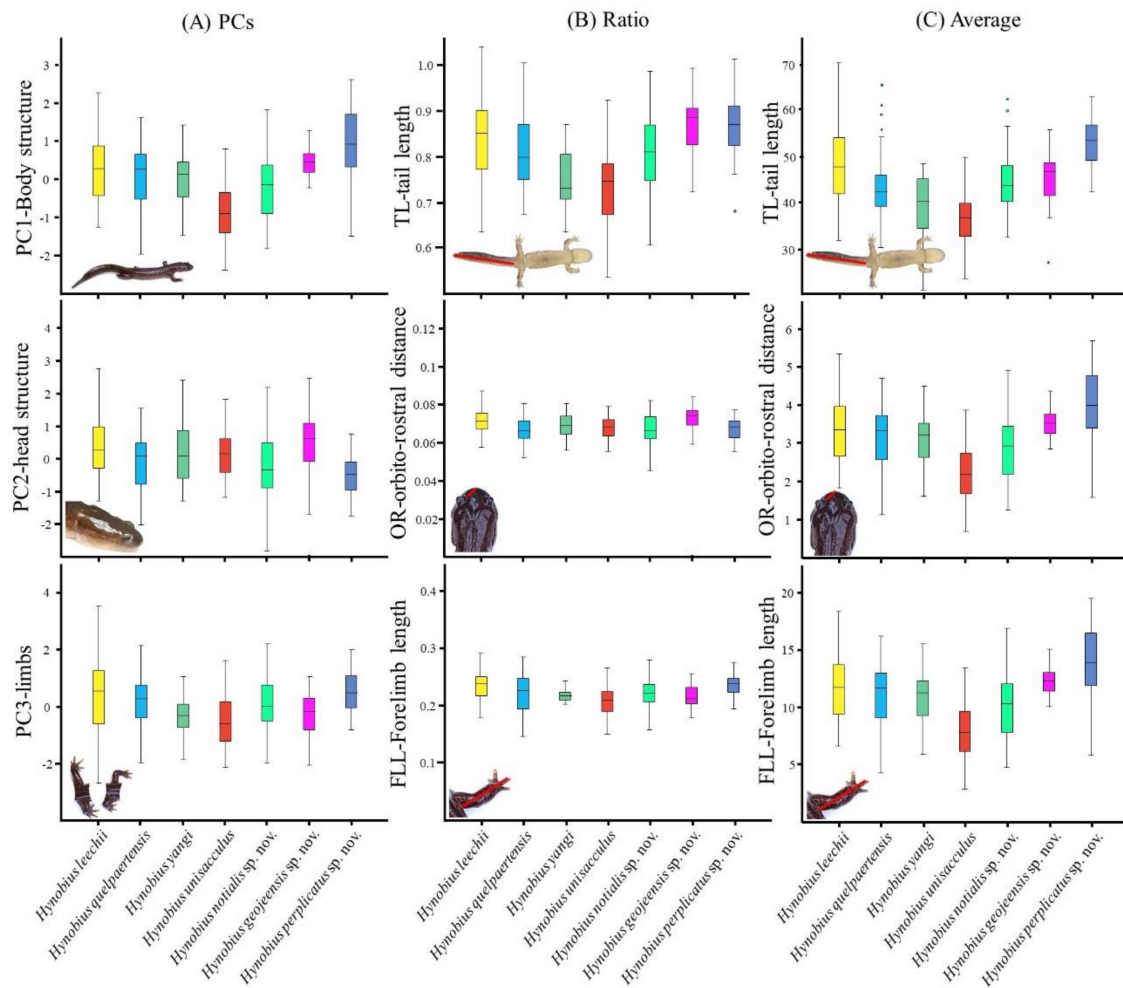 (A) PCs
(B) Ratio
(C) Average
PC1-Body structure
3
2
1
0
-1
-2
TL-tail length
1.0
0.9
0.8
0.7
0.6
TL-tail length
70
60
50
40
30
PC2-head structure
4
3
2
1
0
-1
-2
OR-orbito-rostral distance
0.12
0.1
0.08
0.06
0.04
0.02
OR-orbito-rostral distance
6
5
4
3
2
1
PC3-limbs
4
2
0
-2
FLL-Forelimb length
0.4
0.3
0.2
0.1
FLL-Forelimb length
20
15
10
5
Hynobius leechii
Hynobius quelpaertensis
Hynobius yangi
Hynobius unisacculus
Hynobius notialis sp. nov.
Hynobius geojeensis sp. nov.
Hynobius perplicatus sp. nov.
Hynobius leechii
Hynobius quelpaertensis
Hynobius yangi
Hynobius unisacculus
Hynobius notialis sp. nov.
Hynobius geojeensis sp. nov.
Hynobius perplicatus sp. nov.
Hynobius leechii
Hynobius quelpaertensis
Hynobius yangi
Hynobius unisacculus
Hynobius notialis sp. nov.
Hynobius geojeensis sp. nov.
Hynobius perplicatus sp. nov.